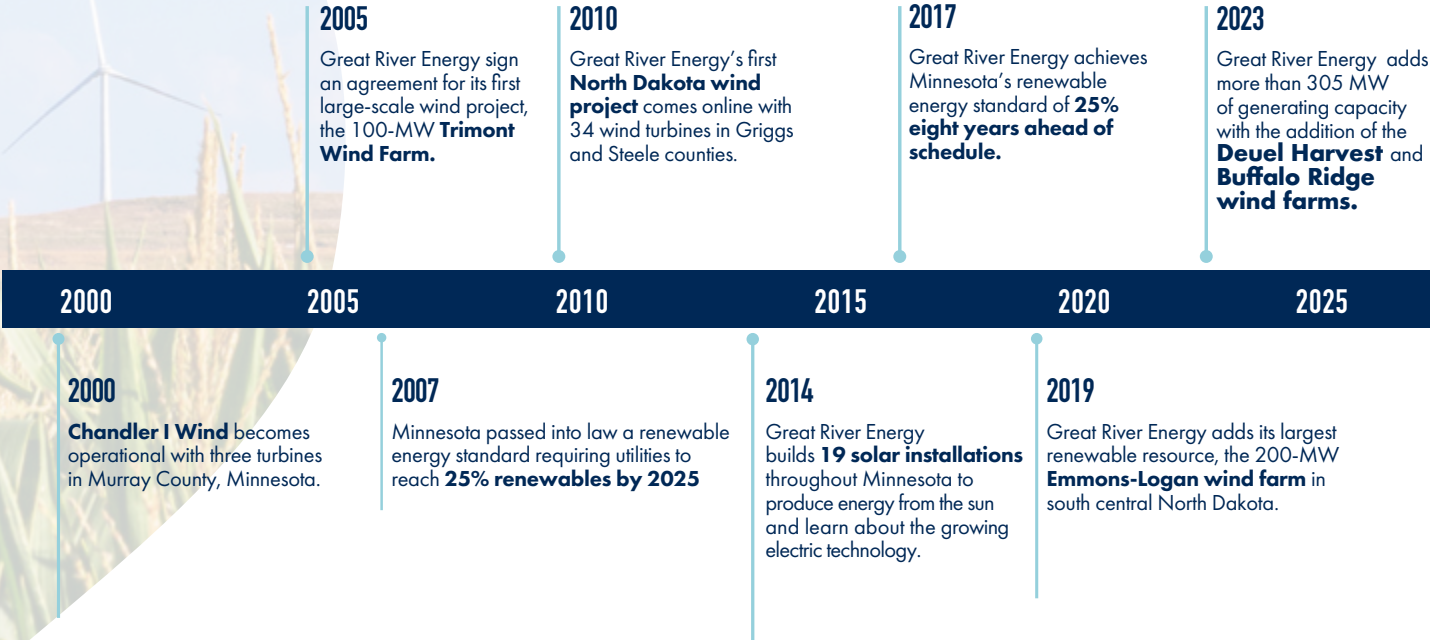 2005
Great River Energy sign
an agreement for its first
large-scale wind project,
the 100-MW Trimont
Wind Farm.
2010
Great River Energy’s first
North Dakota wind
project comes online with
34 wind turbines in Griggs
and Steele counties.
2017
Great River Energy achieves
Minnesota’s renewable
energy standard of 25%
eight years ahead of
schedule.
2023
Great River Energy adds
more than 305 MW
of generating capacity
with the addition of the
Deuel Harvest and
Buffalo Ridge
wind farms.
2000 2005 2010 2015 2020 2025
2000
Chandler I Wind becomes
operational with three turbines
in Murray County, Minnesota.
2007
Minnesota passed into law a renewable
energy standard requiring utilities to
reach 25% renewables by 2025
2014
Great River Energy
builds 19 solar installations
throughout Minnesota to
produce energy from the sun
and learn about the growing
electric technology.
2019
Great River Energy adds its largest
renewable resource, the 200-MW
Emmons-Logan wind farm in
south central North Dakota.